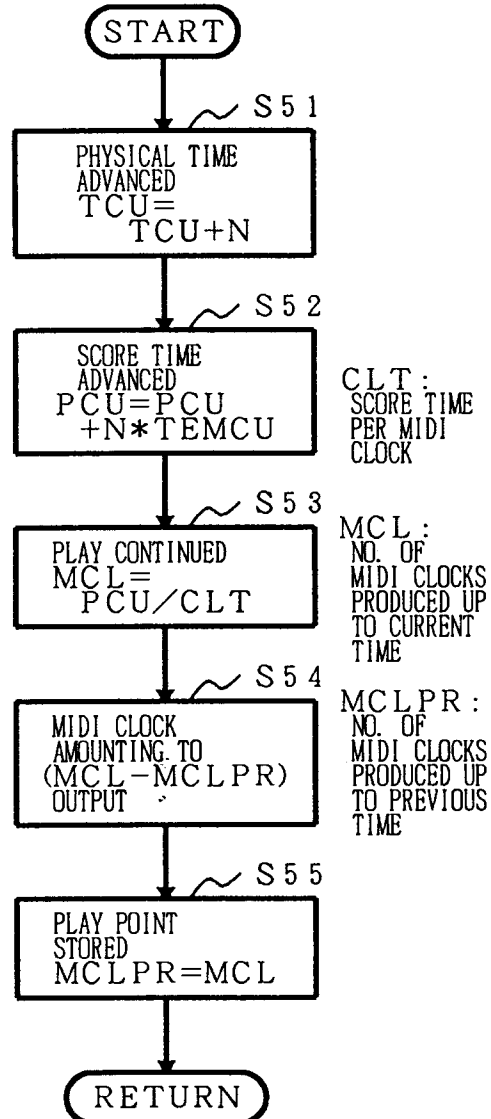 START
S51
PHYSICAL TIME
ADVANCED
TCU=
TCU+N
S52
SCORE TIME
ADVANCED
PCU=PCU
+N*TEMCU
CLT:
SCORE TIME
PER MIDI
CLOCK
S53
PLAY CONTINUED
MCL=
PCU/CLT
MCL:
NO. OF
MIDI CLOCKS
PRODUCED UP
TO CURRENT
TIME
S54
MIDI CLOCK
AMOUNTING TO
(MCL-MCLPR)
OUTPUT
MCLPR:
NO. OF
MIDI CLOCKS
PRODUCED UP
TO PREVIOUS
TIME
S55
PLAY POINT
STORED
MCLPR=MCL
RETURN